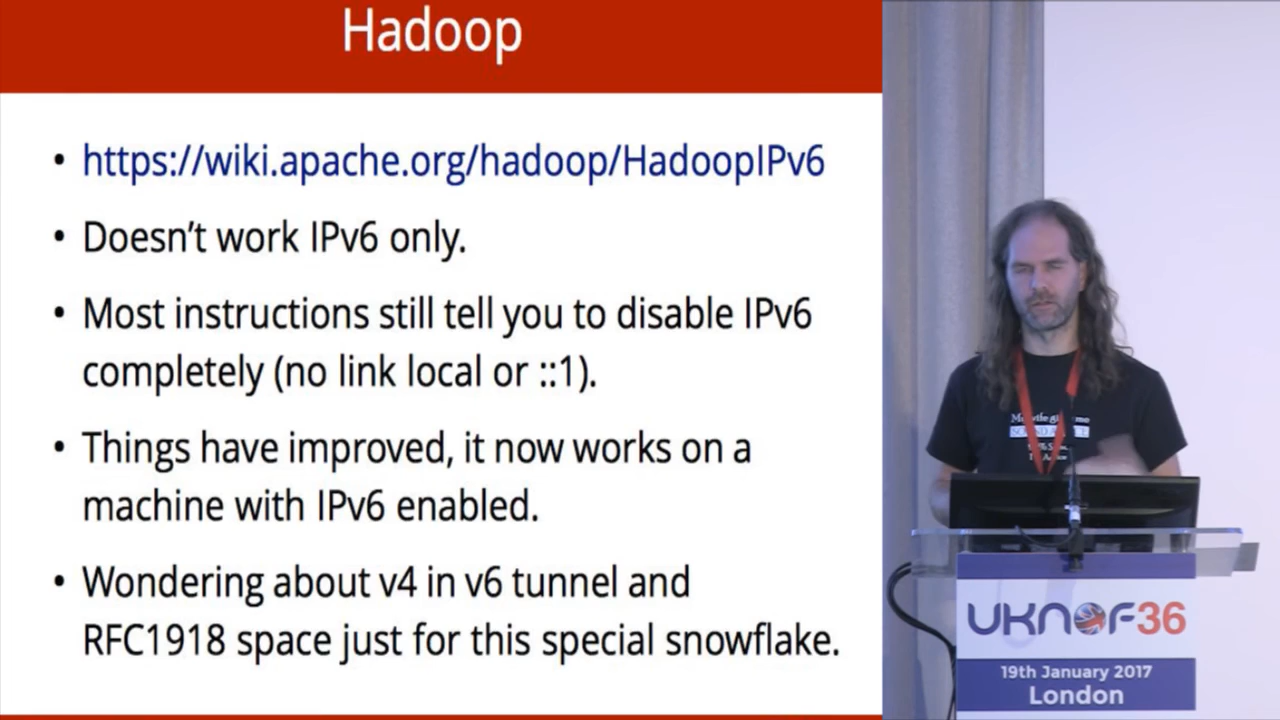 Hadoop
• https://wiki.apache.org/hadoop/HadoopIPv6
• Doesn’t work IPv6 only.
• Most instructions still tell you to disable IPv6
completely (no link local or ::1).
• Things have improved, it now works on a
machine with IPv6 enabled.
• Wondering about v4 in v6 tunnel and
RFC1918 space just for this special snowflake.
UKNOF36
19th January 2017
London